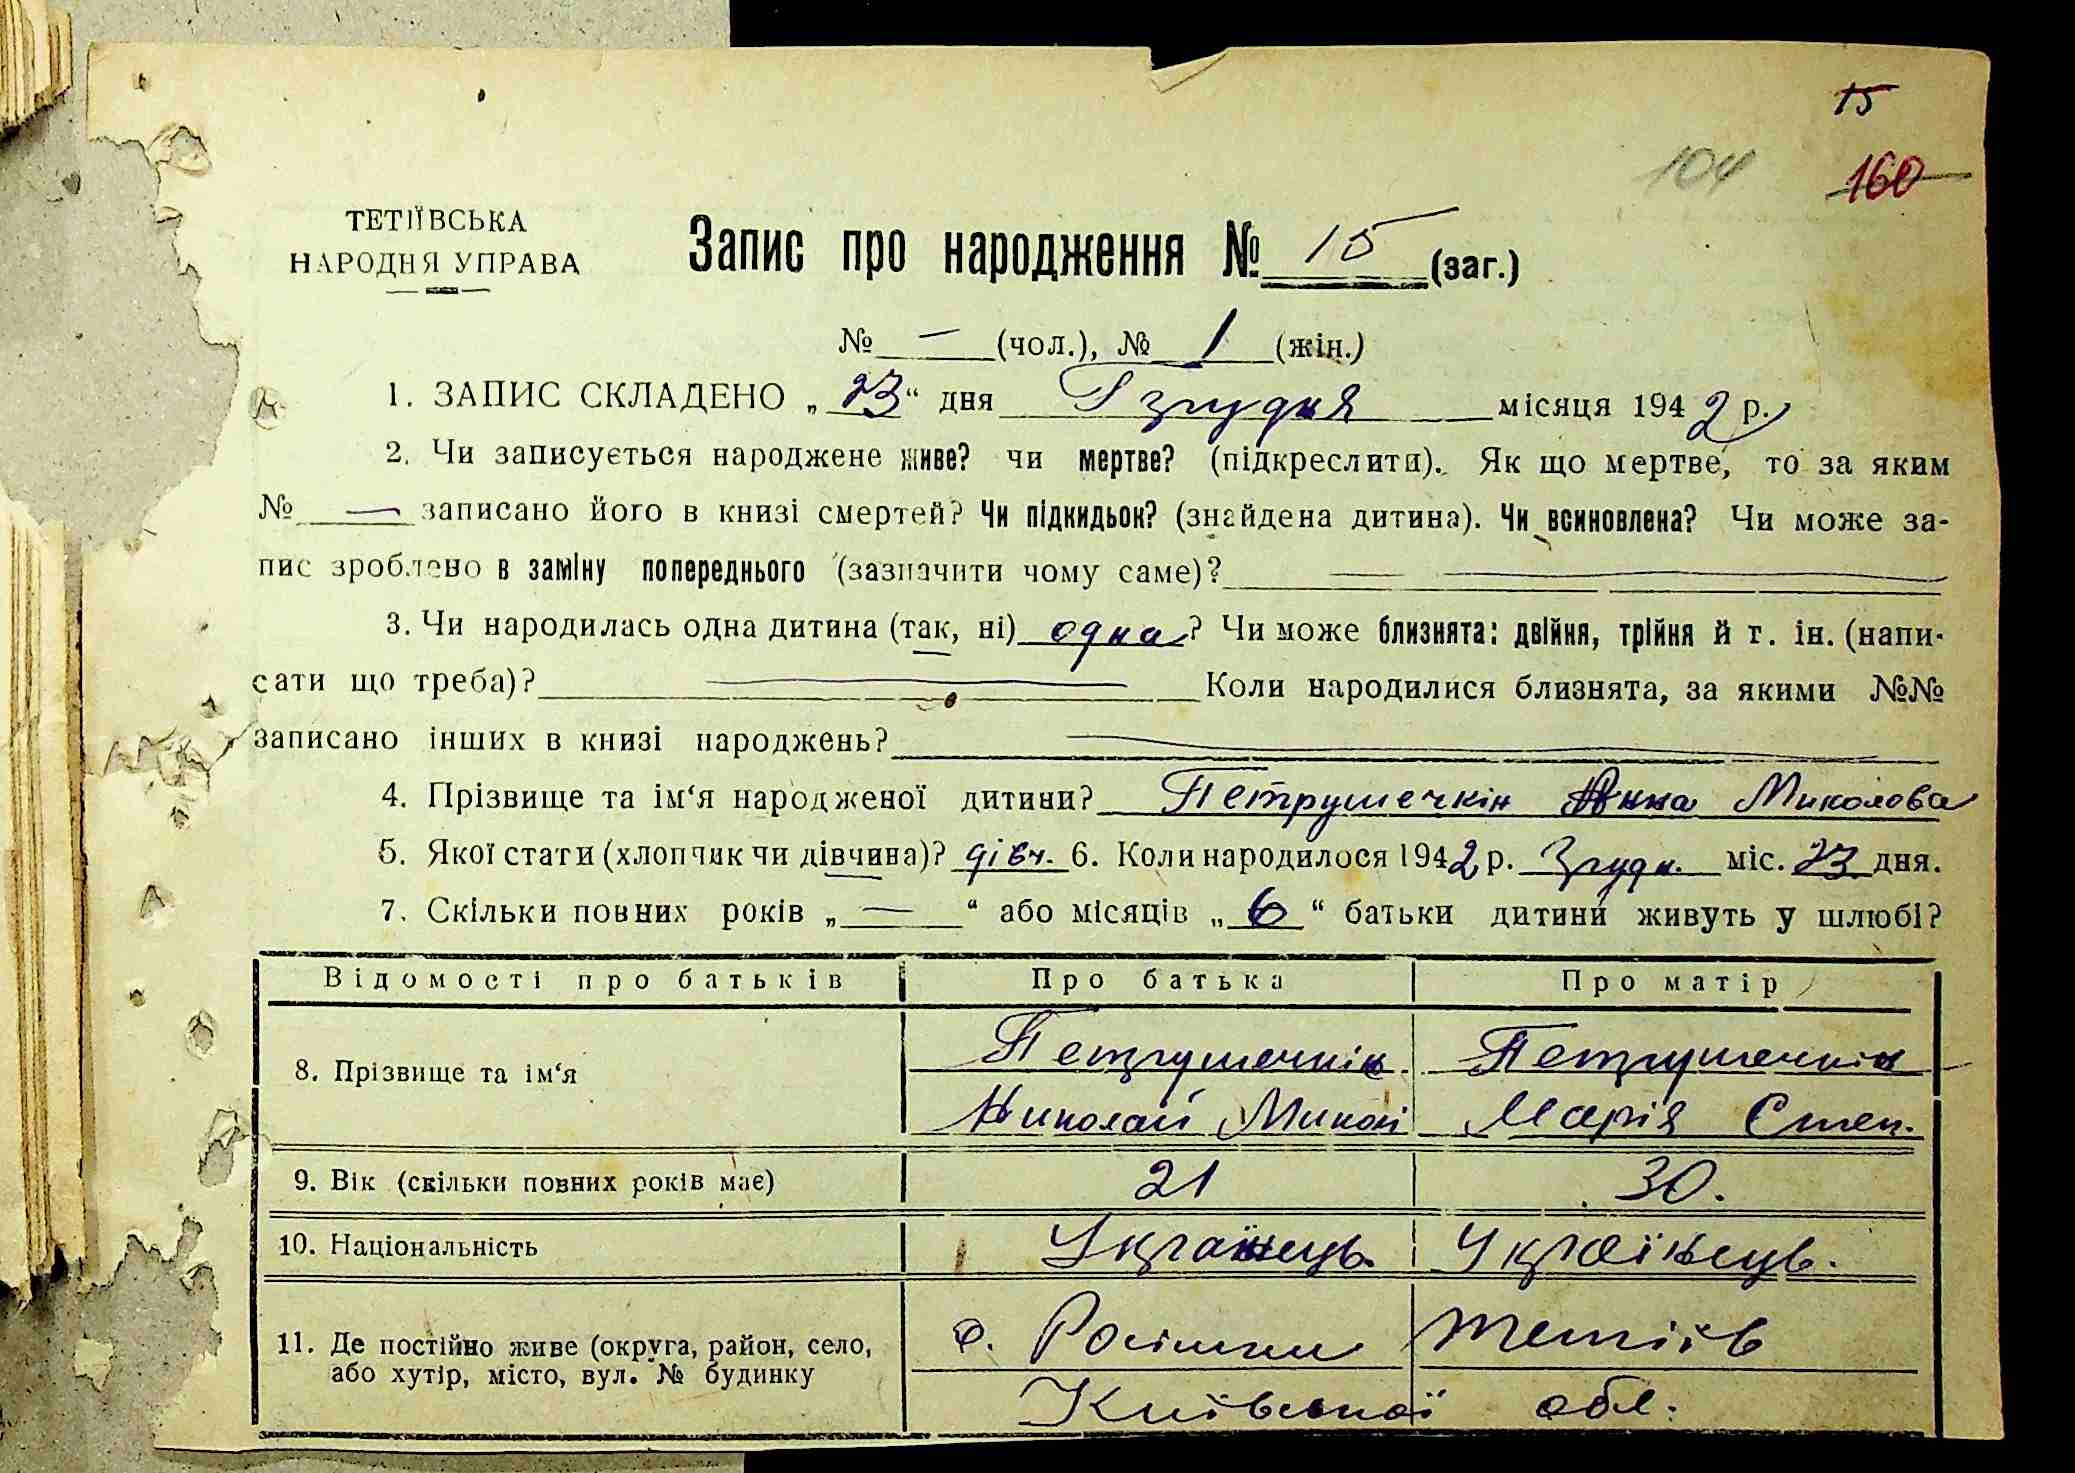 15
104 160
ТЕТІЇВСЬКА
НАРОДНЯ УПРАВА
Запис про народження № 15 (заг.)
№ — (чол.), № 1 (жін.)
1. ЗАПИС СКЛАДЕНО „23“ дня грудня місяця 1942 р.
2. Чи записується народжене живе? чи мертве? (підкреслити). Як що мертве, то за яким
№ — записано його в книзі смертей? Чи підкидьок? (знайдена дитина). Чи всиновлена? Чи може за-
пис зроблено в заміну попереднього (зазначити чому саме)?
3. Чи народилась одна дитина (так, ні) одна? Чи може близнята: двійня, трійня й т. ін. (напи-
сати що треба)? Коли народилися близнята, за якими №№
записано інших в книзі народжень?
4. Прізвище та ім‘я народженої дитини? Петрушечкін Анна Миколова
5. Якої стати (хлопчик чи дівчина)? дівч. 6. Коли народилося 1942 р. грудн. міс. 23 дня.
7. Скільки повних років „—“ або місяців „6“ батьки дитини живуть у шлюбі?
Відомості про батьків Про батька Про матір
8. Прізвище та ім‘я Петрушечкін Петрушечкін
Николай Микол Марія Степ.
9. Вік (скільки повних років має) 21 30.
10. Національність Українець. Українець.
11. Де постійно живе (округа, район, село, с. Росішки Тетіїв
або хутір, місто, вул. № будинку Київської обл.